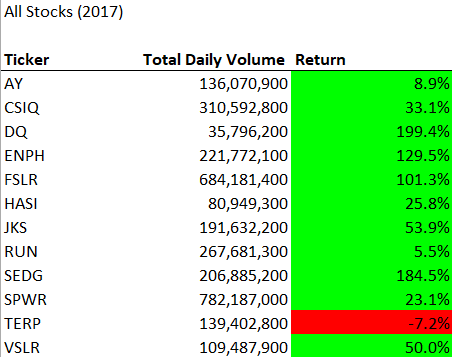 All Stocks (2017)
Ticker Total Daily Volume Return
AY 136,070,900 8.9%
CSIQ 310,592,800 33.1%
DQ 35,796,200 199.4%
ENPH 221,772,100 129.5%
FSLR 684,181,400 101.3%
HASI 80,949,300 25.8%
JKS 191,632,200 53.9%
RUN 267,681,300 5.5%
SEDG 206,885,200 184.5%
SPWR 782,187,000 23.1%
TERP 139,402,800 -7.2%
VSLR 109,487,900 50.0%